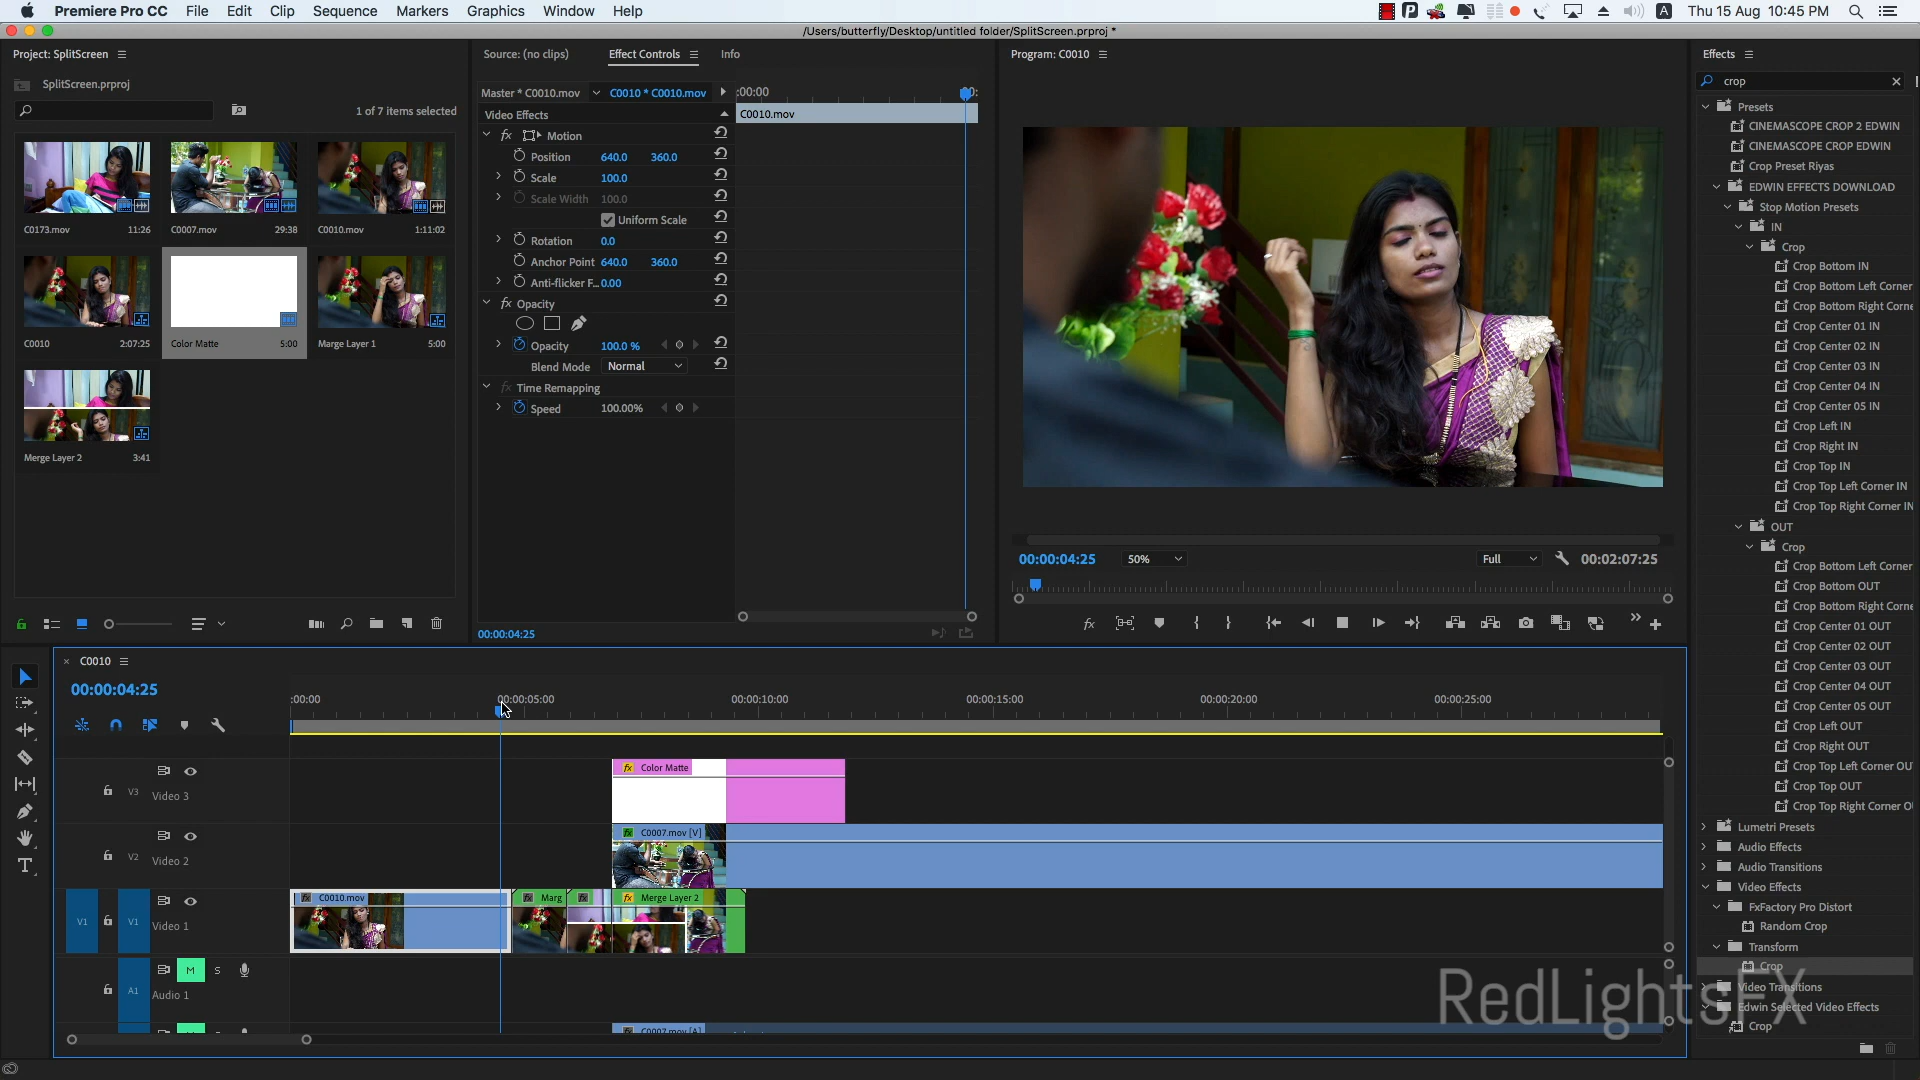 Premiere Pro CC File Edit Clip Sequence Markers Graphics Window Help
A Thu 15 Aug 10:45 PM
/Users/butterfly/Desktop/untitled folder/SplitScreen.prproj *
Project: SplitScreen
SplitScreen.prproj
1 of 7 items selected
C0173.mov 11:26
C0007.mov 29:38
C0010.mov 1:11:02
C0010 2:07:25
Color Matte 5:00
Marge Layer 1 5:00
Merge Layer 2 3:41
Source: (no clips) Effect Controls Info
Master * C0010.mov C0010 * C0010.mov
:00:00
C0010.mov
Video Effects
fx Motion
Position 640.0 360.0
Scale 100.0
Scale Width 100.0
Uniform Scale
Rotation 0.0
Anchor Point 640.0 360.0
Anti-flicker F... 0.00
fx Opacity
Opacity 100.0 %
Blend Mode Normal
fx Time Remapping
Speed 100.00%
00:00:04:25
Program: C0010
00:00:04:25 50% Full 00:02:07:25
fx
Effects
crop
Presets
CINEMASCOPE CROP 2 EDWIN
CINEMASCOPE CROP EDWIN
Crop Preset Riyas
EDWIN EFFECTS DOWNLOAD
Stop Motion Presets
IN
Crop
Crop Bottom IN
Crop Bottom Left Corner
Crop Bottom Right Corne
Crop Center 01 IN
Crop Center 02 IN
Crop Center 03 IN
Crop Center 04 IN
Crop Center 05 IN
Crop Left IN
Crop Right IN
Crop Top IN
Crop Top Left Corner IN
Crop Top Right Corner IN
OUT
Crop
Crop Bottom Left Corner
Crop Bottom OUT
Crop Bottom Right Corne
Crop Center 01 OUT
Crop Center 02 OUT
Crop Center 03 OUT
Crop Center 04 OUT
Crop Center 05 OUT
Crop Left OUT
Crop Right OUT
Crop Top Left Corner OU
Crop Top OUT
Crop Top Right Corner O
Lumetri Presets
Audio Effects
Audio Transitions
Video Effects
FxFactory Pro Distort
Random Crop
Transform
Crop
Video Transitions
Edwin Selected Video Effects
Crop
C0010
00:00:04:25
:00:00 00:00:05:00 00:00:10:00 00:00:15:00 00:00:20:00 00:00:25:00
fx Color Matte
V3 Video 3
fx C0007.mov [V]
V2 Video 2
fx C0010.mov fx Marg fx fx Merge Layer 2
V1 V1 Video 1
M S
A1 Audio 1
fx C0007.mov [A]
RedLightsFX